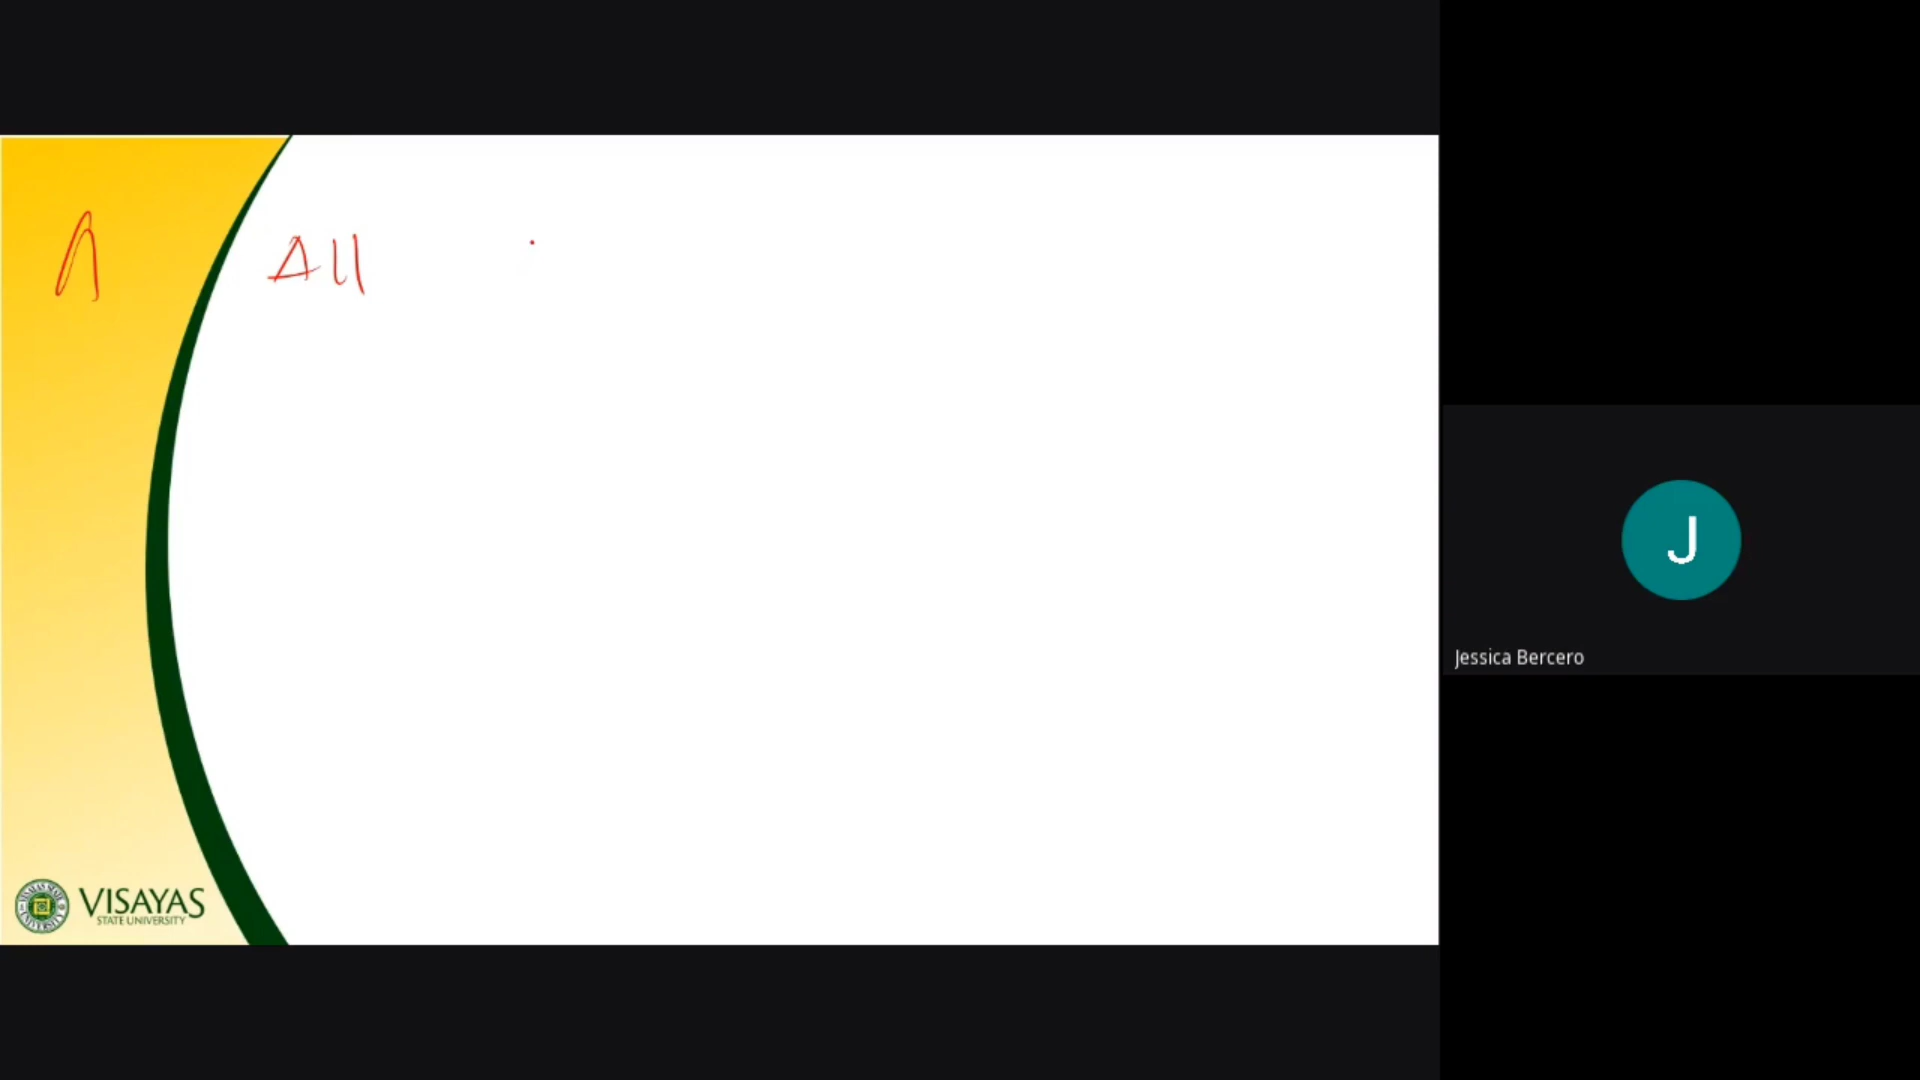 A All
VISAYAS
STATE UNIVERSITY
J
Jessica Bercero